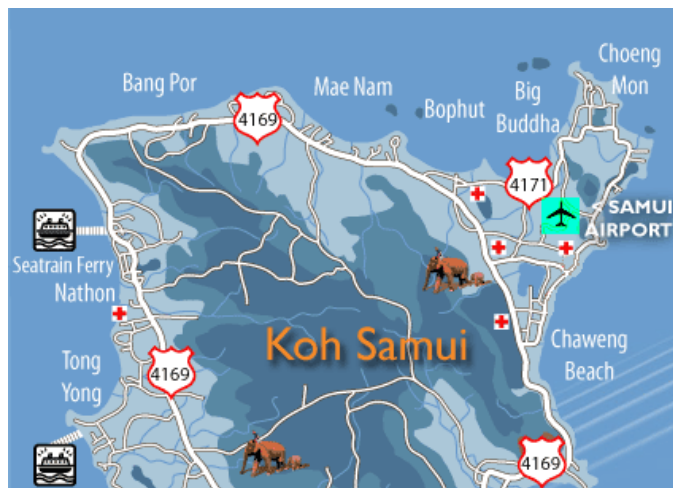 Choeng
Mon
Bang Por
Mae Nam
Big
Buddha
Bophut
4169
4171
< SAMUI
AIRPORT
Seatrain Ferry
Nathon
Koh Samui
Chaweng
Beach
Tong
Yong
4169
4169